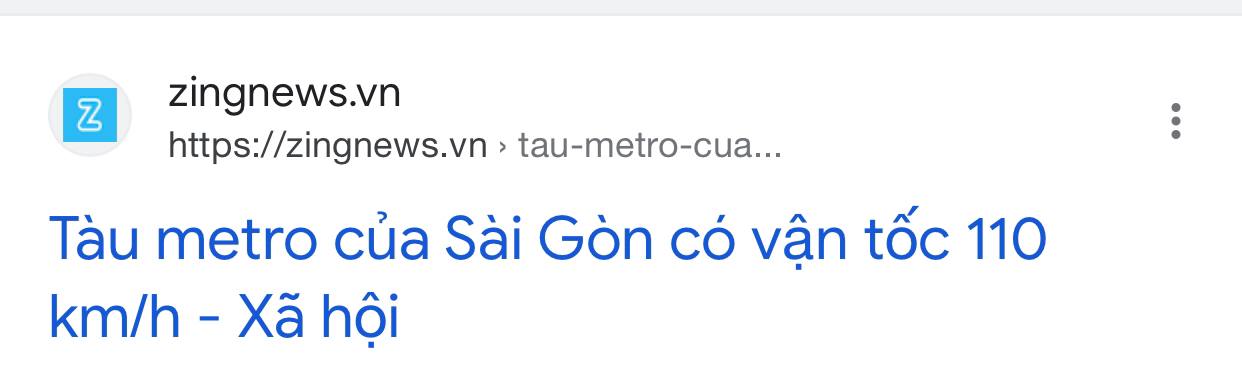 Z
zingnews.vn
https://zingnews.vn › tau-metro-cua...
Tàu metro của Sài Gòn có vận tốc 110
km/h - Xã hội